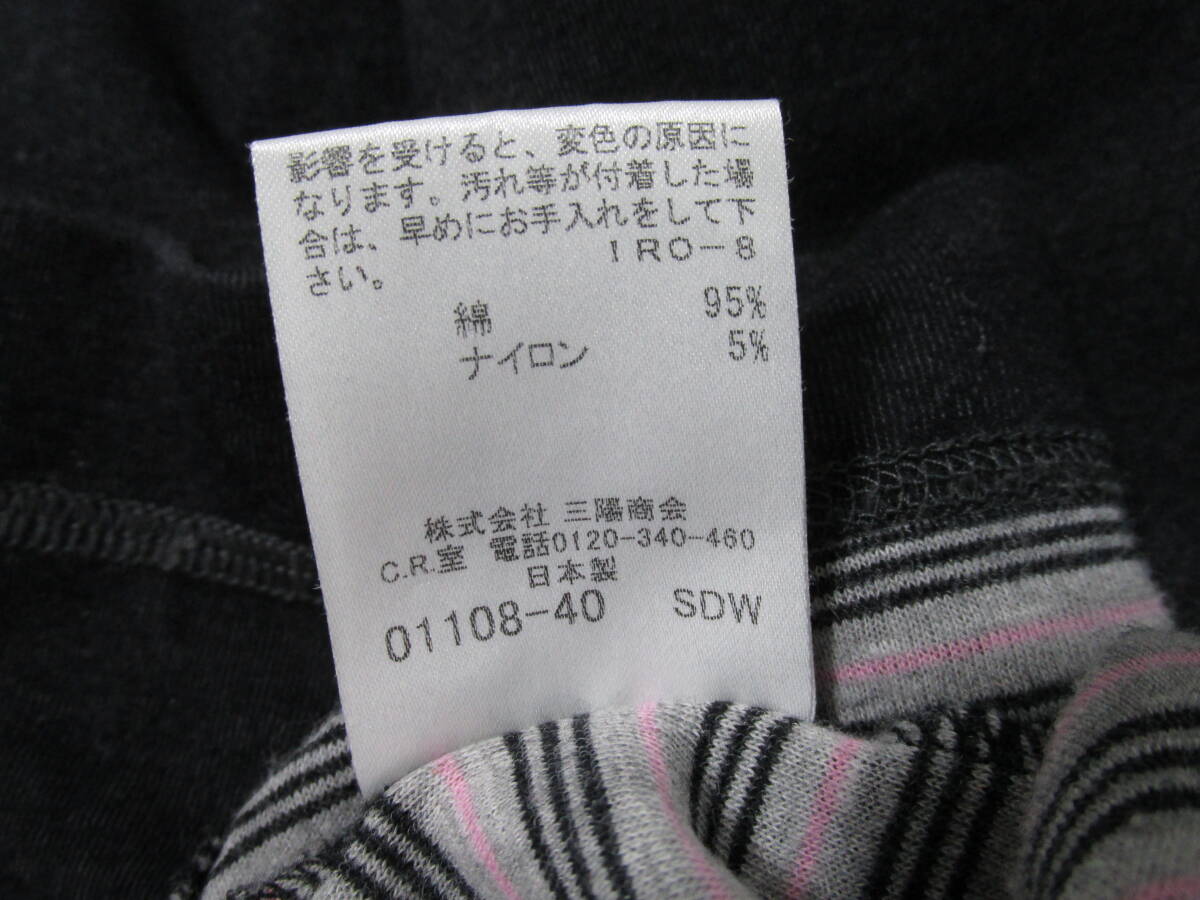 影響を受けると、変色の原因に
なります。汚れ等が付着した場
合は、早めにお手入れをして下
さい。 IRO-8
綿 95%
ナイロン 5%
株式会社 三陽商会
C.R.室 電話0120-340-460
日本製
01108-40 SDW